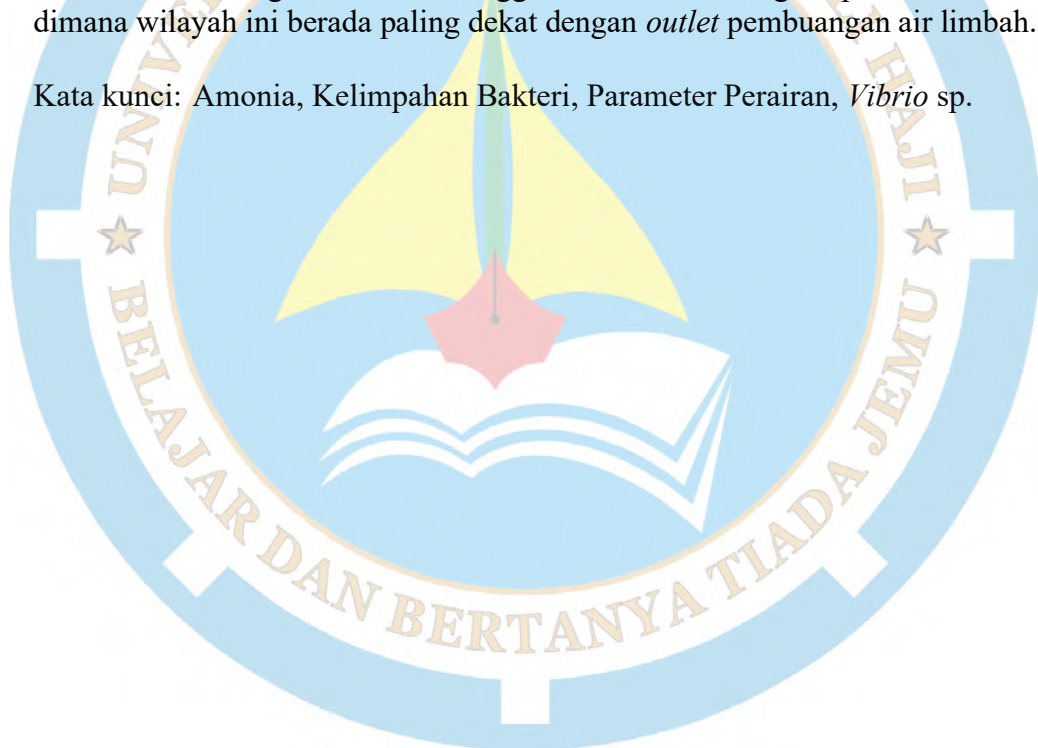 dimana wilayah ini berada paling dekat dengan outlet pembuangan air limbah.
Kata kunci: Amonia, Kelimpahan Bakteri, Parameter Perairan, Vibrio sp.
HAJI
BELAJAR DAN BERTANYA TIADA JEMU